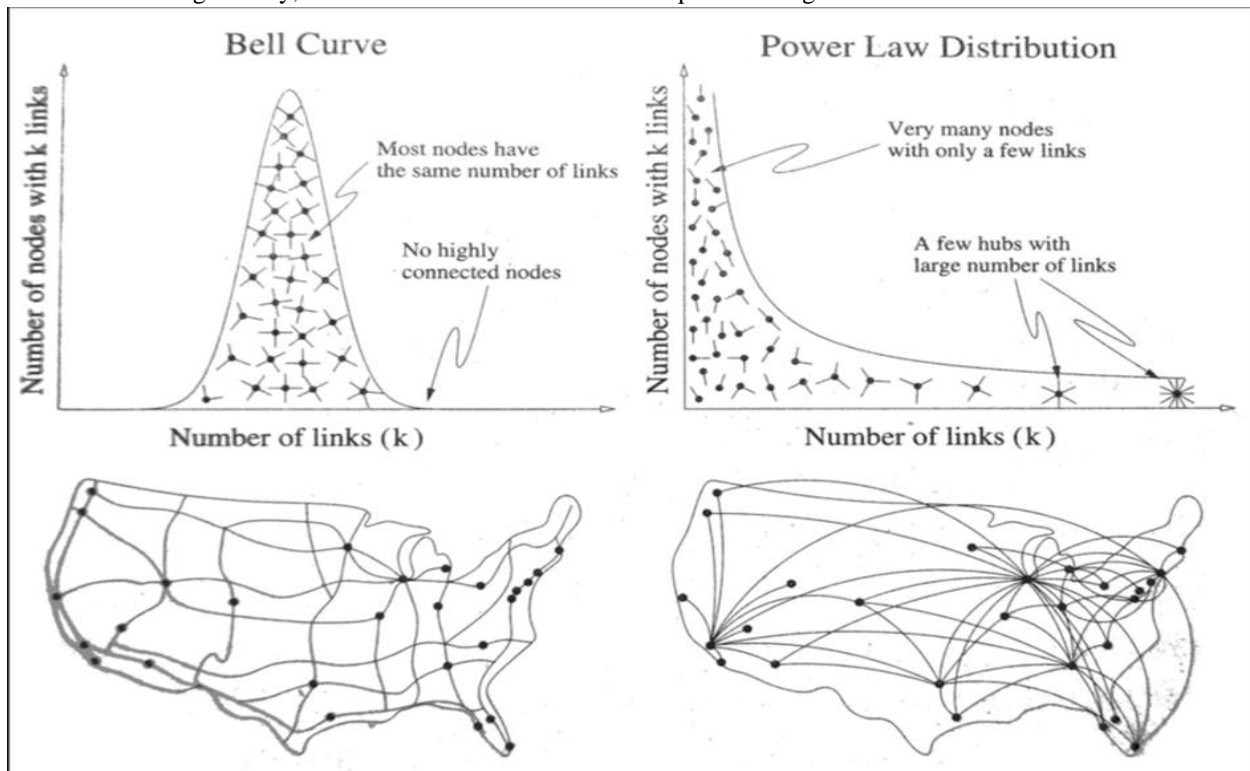 Bell Curve
Number of nodes with k links
Most nodes have
the same number of links
No highly
connected nodes
Number of links (k)
Power Law Distribution
Number of nodes with k links
Very many nodes
with only a few links
A few hubs with
large number of links
Number of links (k)